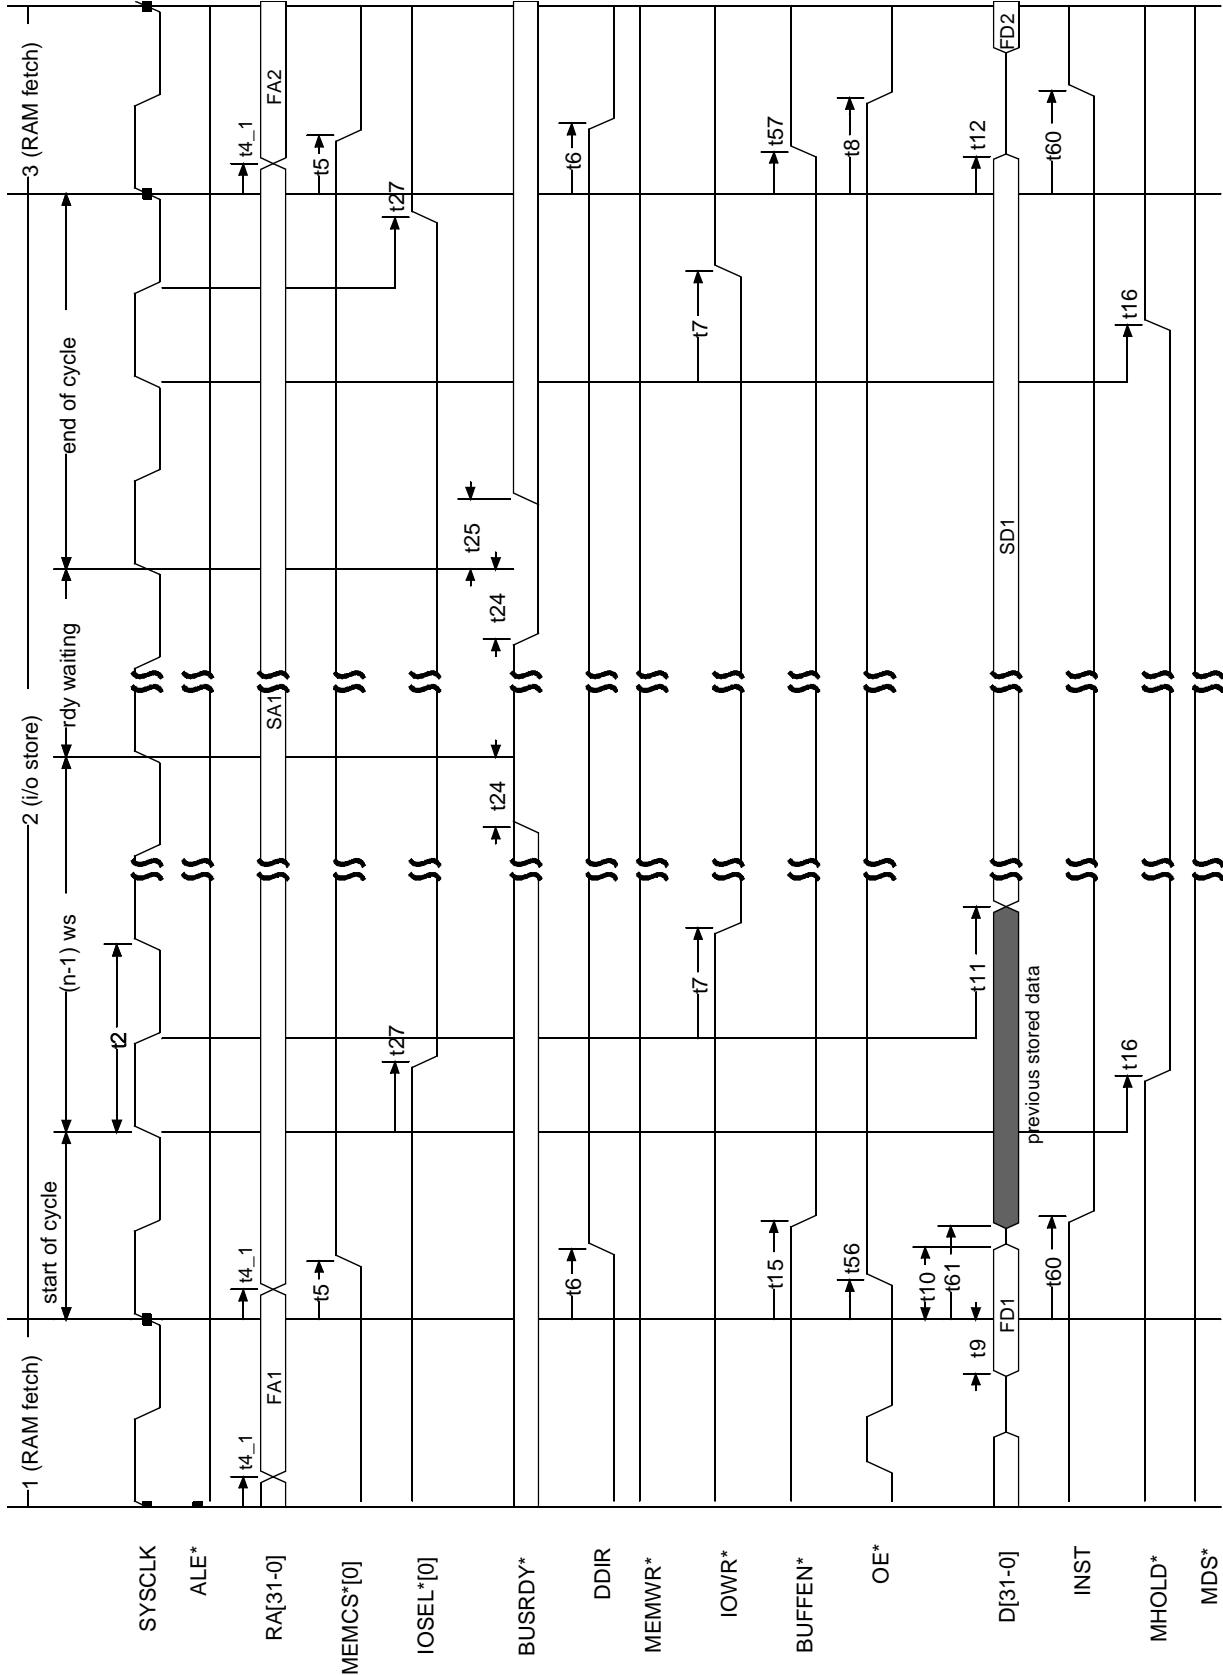 1 (RAM fetch) 2 (i/o store) 3 (RAM fetch)
start of cycle (n-1) ws rdy waiting end of cycle
t2
SYSCLK
ALE*
t4_1 t4_1 t4_1
RA[31-0] FA1 SA1 FA2
t5 t5
MEMCS*[0]
t27 t27
IOSEL*[0]
t25
t24 t24
BUSRDY*
t6 t6
DDIR
MEMWR*
t7 t7
IOWR*
t15 t57
BUFFEN*
t56 t8
OE*
t10
t61
t9 t11 t12
D[31-0] FD1 SD1 FD2
previous stored data
t60 t60
INST
t16 t16
MHOLD*
MDS*